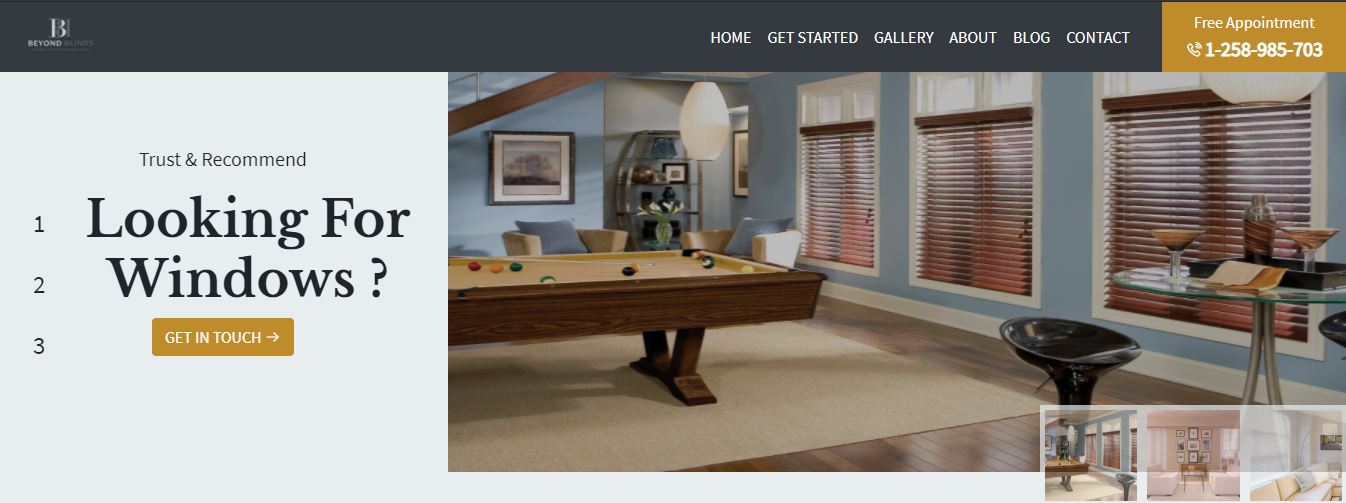 BI
BEYOND BLINDS
HOME GET STARTED GALLERY ABOUT BLOG CONTACT
Free Appointment
1-258-985-703
Trust & Recommend
Looking For
Windows ?
GET IN TOUCH →
1
2
3